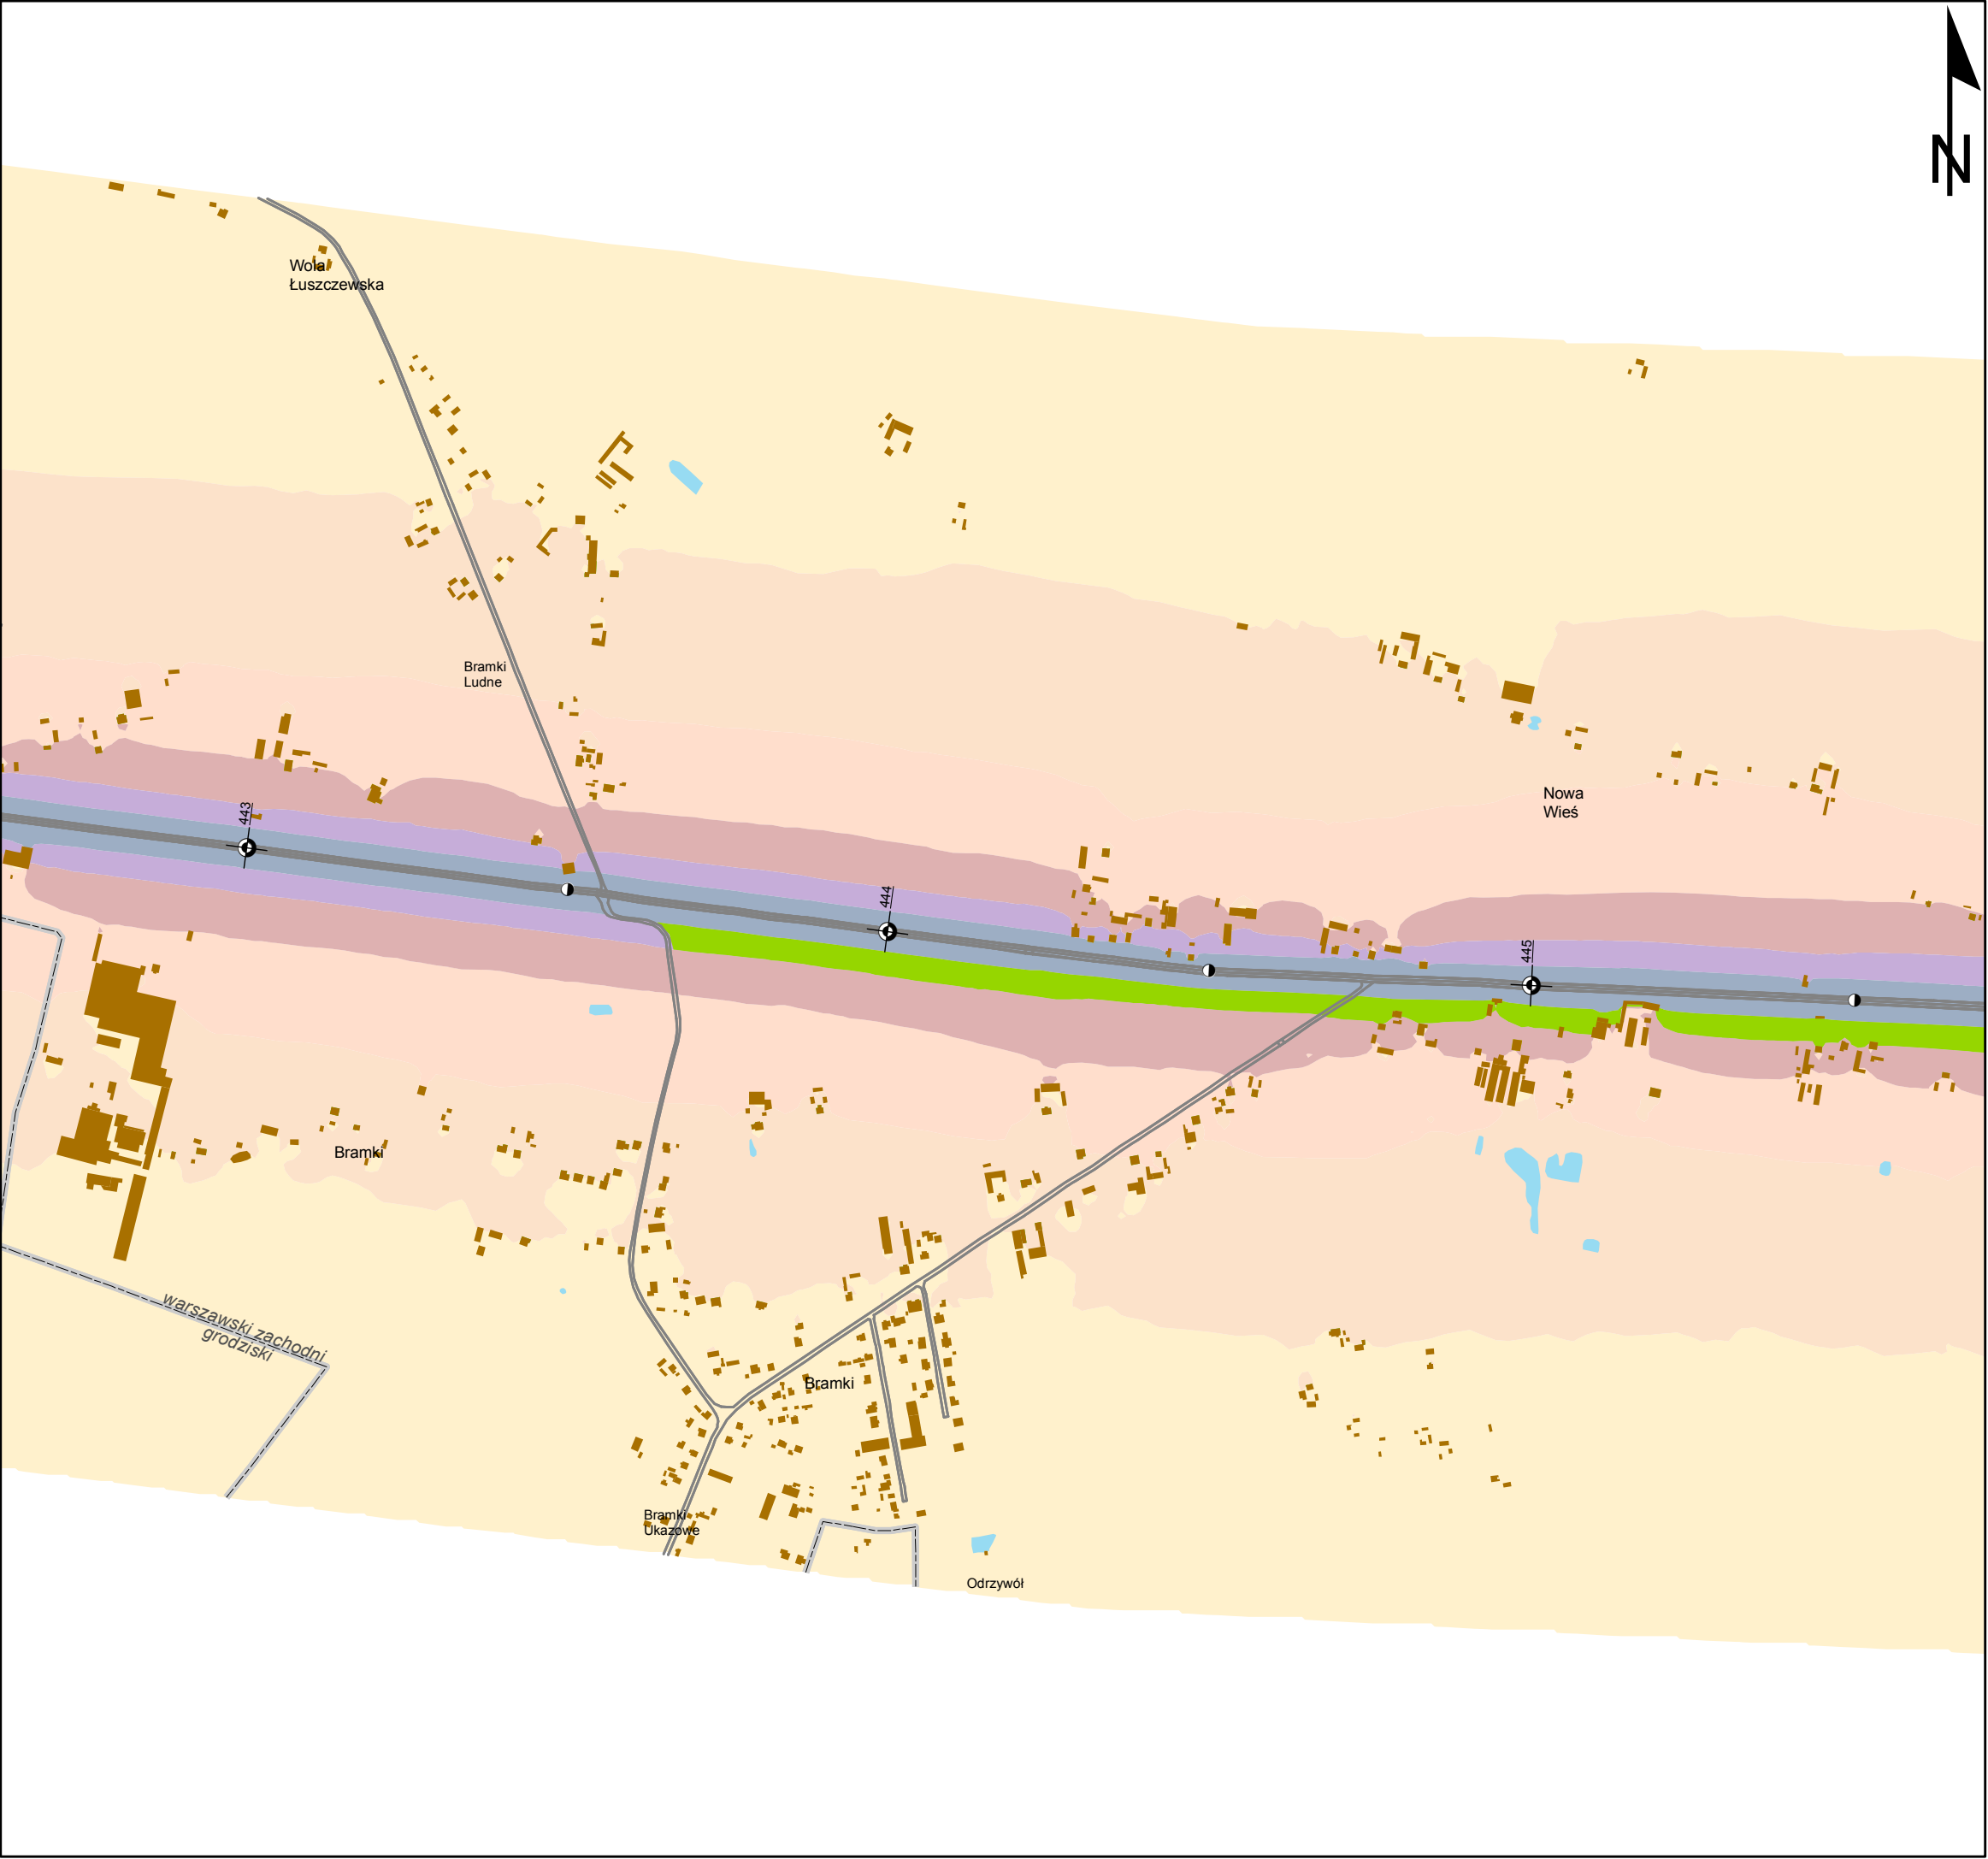 N
Wola
Łuszczewska
Bramki
Ludne
Nowa
Wieś
443
444
445
Bramki
warszawski zachodni
grodziski
Bramki
Bramki
Ukazowe
Odrzywół